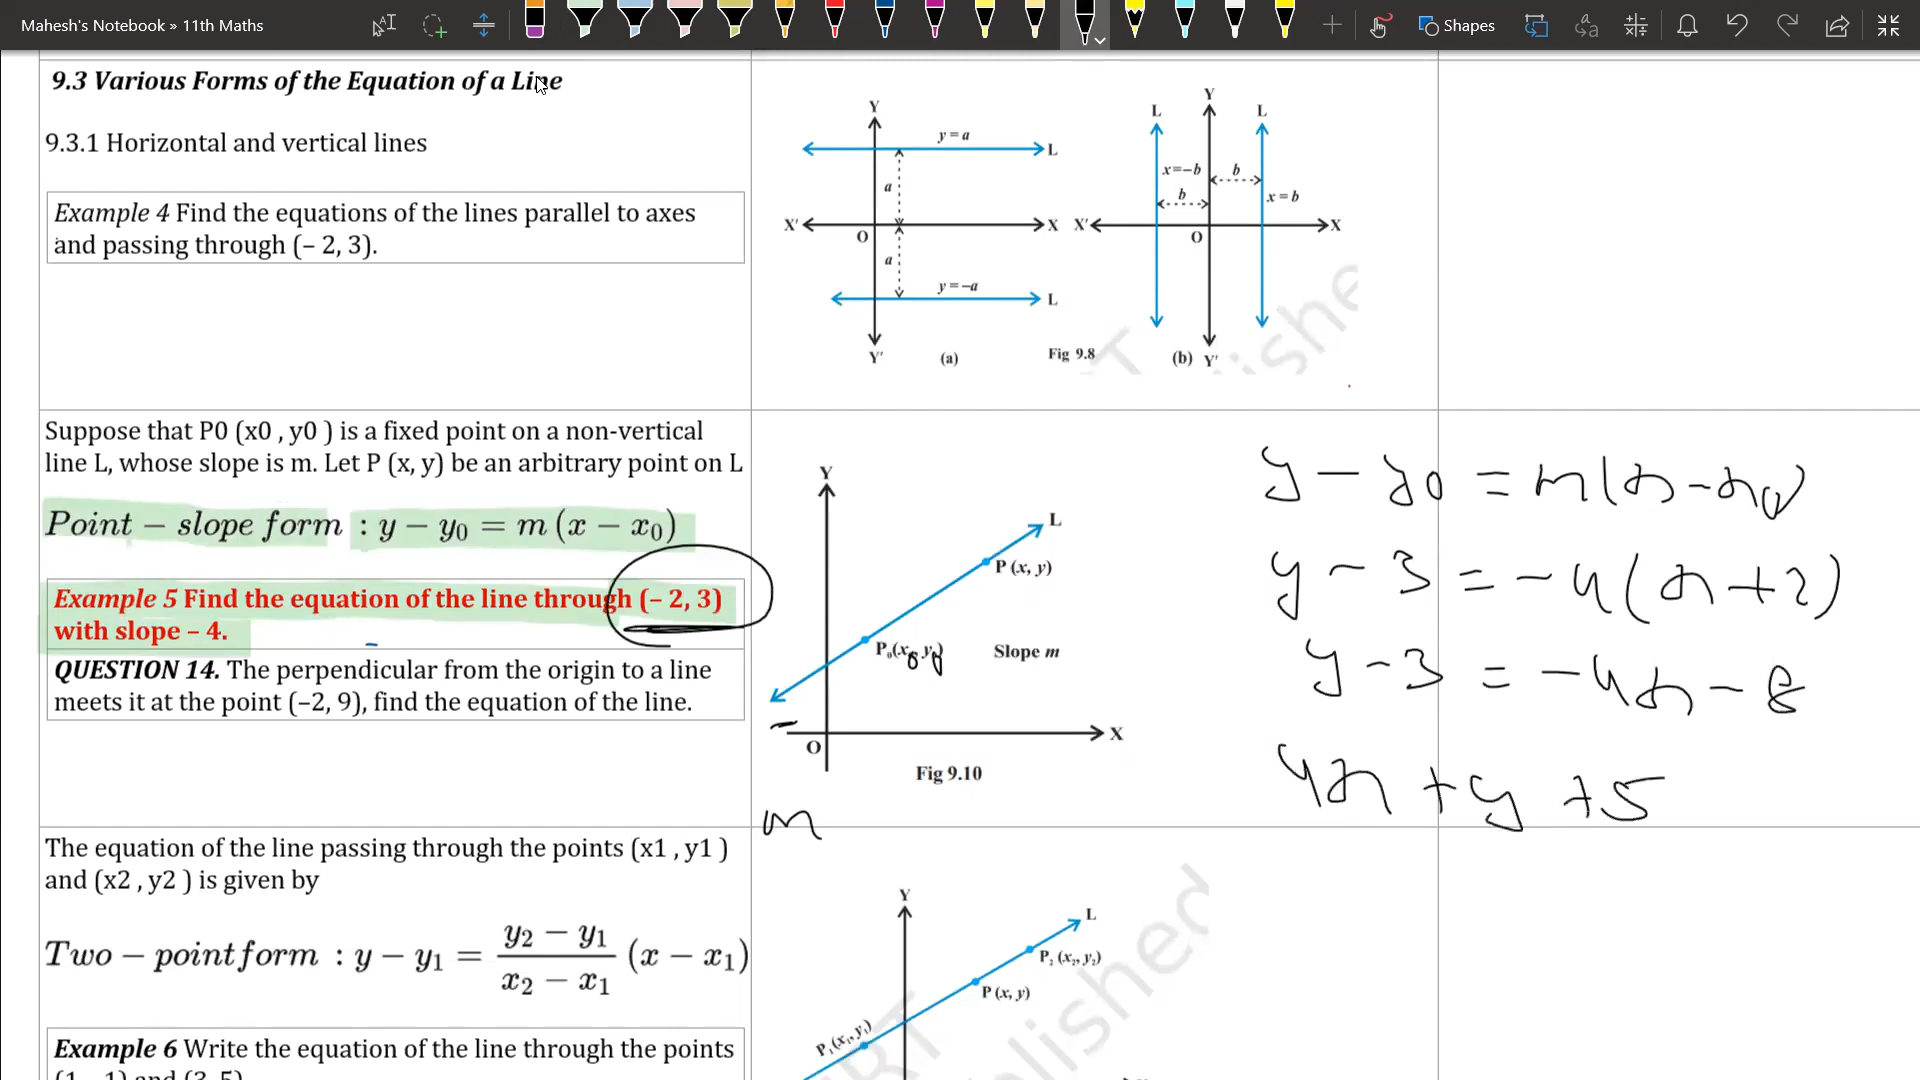 Mahesh's Notebook » 11th Maths
Shapes
9.3 Various Forms of the Equation of a Line
9.3.1 Horizontal and vertical lines
Example 4 Find the equations of the lines parallel to axes
and passing through (– 2, 3).
Y
y = a
L
a
X'
X
O
a
y = –a
L
Y'
(a)
Fig 9.8
Y
L
L
x = –b
b
b
x = b
X'
X
O
(b)
Y'
Suppose that P0 (x0 , y0 ) is a fixed point on a non-vertical
line L, whose slope is m. Let P (x, y) be an arbitrary point on L
Point – slope form : y – y₀ = m (x – x₀)
Example 5 Find the equation of the line through (– 2, 3)
with slope – 4.
QUESTION 14. The perpendicular from the origin to a line
meets it at the point (–2, 9), find the equation of the line.
Y
L
P (x, y)
P₀(x₀, y₀)
Slope m
O
X
Fig 9.10
m
y – y0 = m(x – x0)
y – 3 = – 4(x + 2)
y – 3 = – 4x – 8
4x + y + 5
The equation of the line passing through the points (x1 , y1 )
and (x2 , y2 ) is given by
Two – point form : y – y₁ = (y₂ – y₁)/(x₂ – x₁) (x – x₁)
Y
L
P₂ (x₂, y₂)
P (x, y)
P₁(x₁, y₁)
Example 6 Write the equation of the line through the points